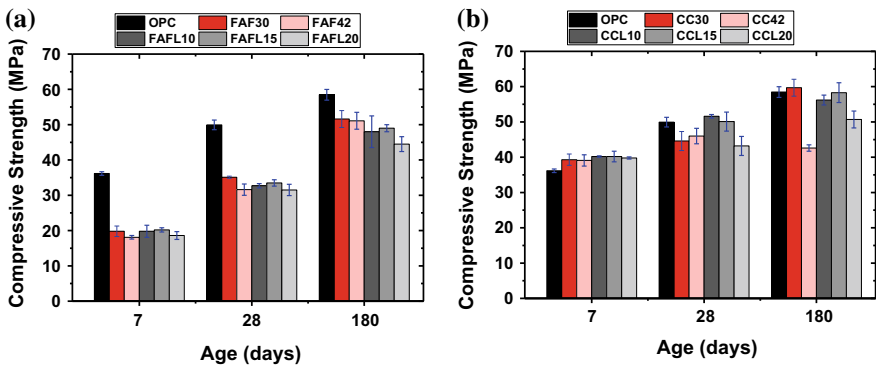 (a)
OPC FAF30 FAF42
FAFL10 FAFL15 FAFL20
Compressive Strength (MPa)
70
60
50
40
30
20
10
0
7 28 180
Age (days)
(b)
OPC CC30 CC42
CCL10 CCL15 CCL20
Compressive Strength (MPa)
70
60
50
40
30
20
10
0
7 28 180
Age (days)